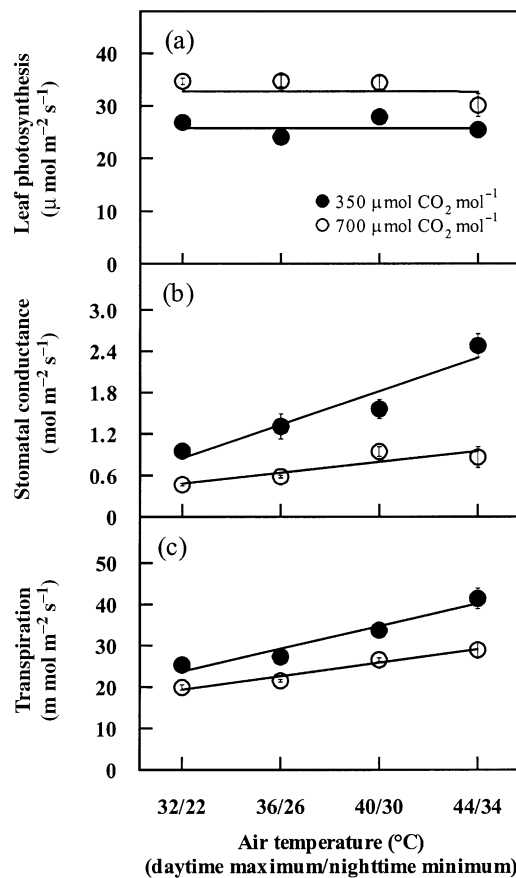 (a)
Leaf photosynthesis
(μ mol m⁻² s⁻¹)
40
30
20
10
0
350 μmol CO₂ mol⁻¹
700 μmol CO₂ mol⁻¹
(b)
Stomatal conductance
(mol m⁻² s⁻¹)
3.0
2.4
1.8
1.2
0.6
0
(c)
Transpiration
(m mol m⁻² s⁻¹)
50
40
30
20
10
0
32/22 36/26 40/30 44/34
Air temperature (°C)
(daytime maximum/nighttime minimum)